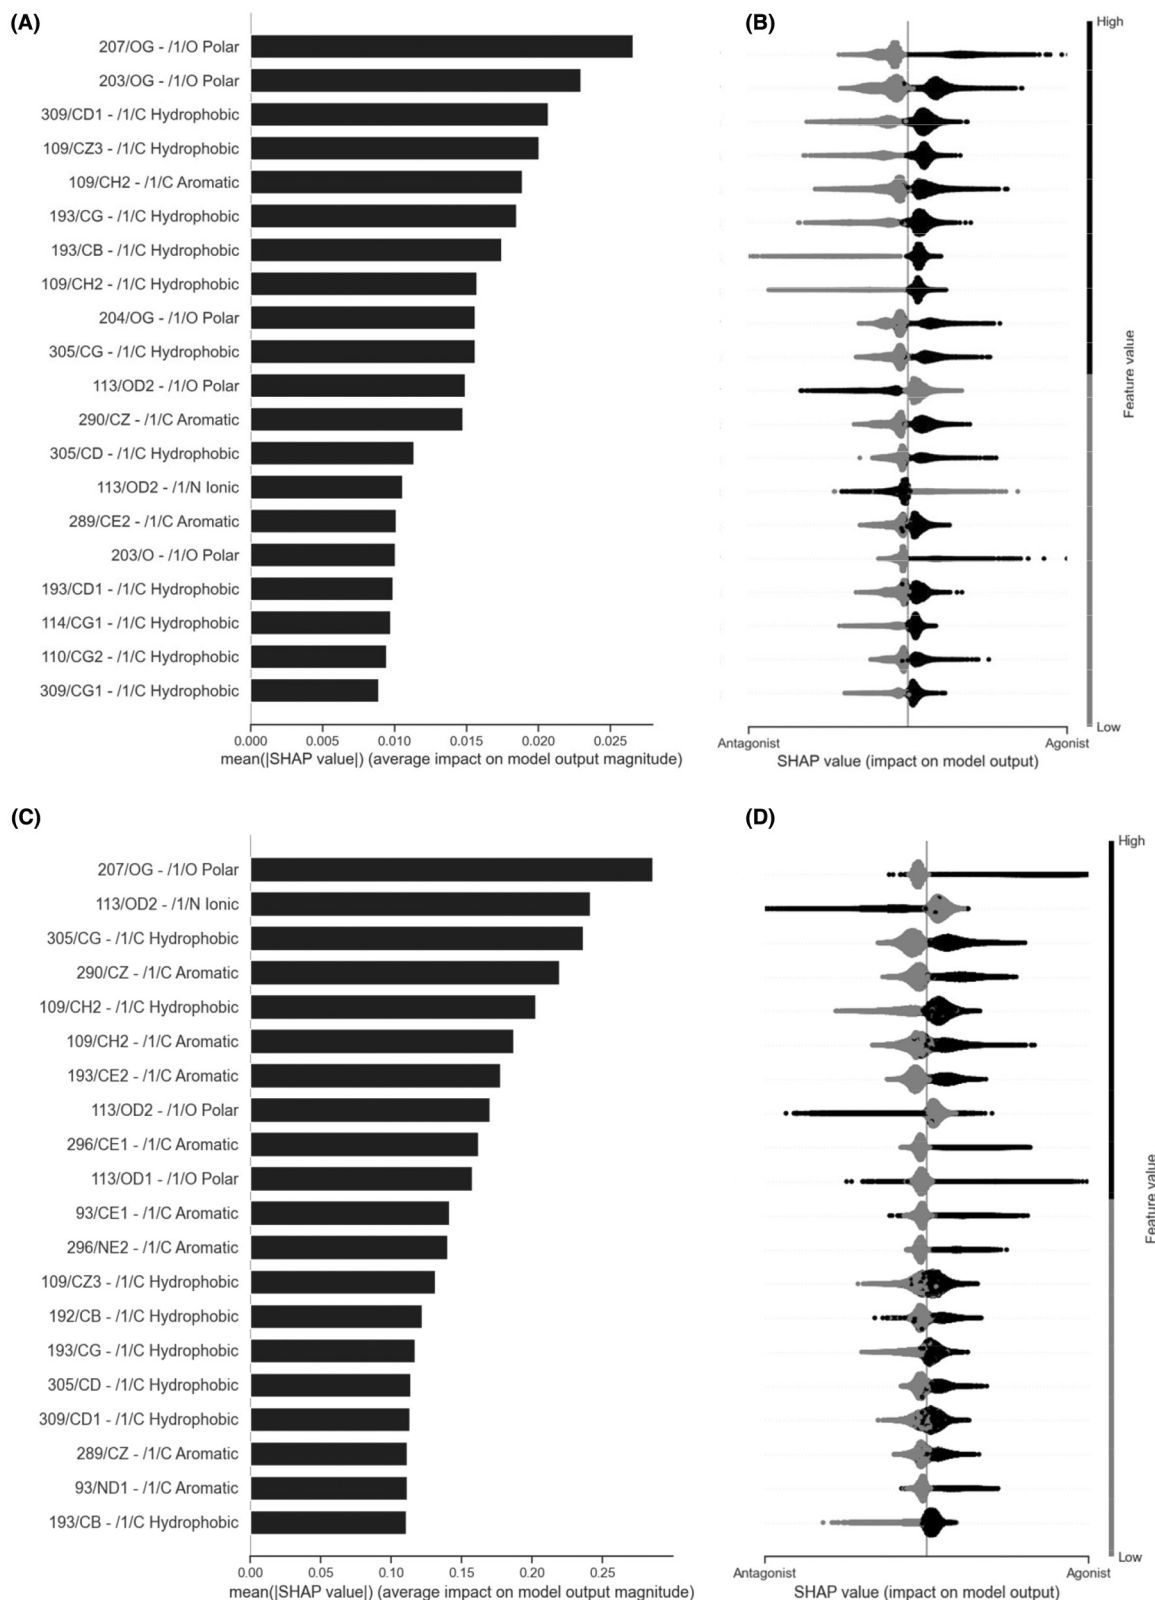 (A)
207/OG - /1/O Polar
203/OG - /1/O Polar
309/CD1 - /1/C Hydrophobic
109/CZ3 - /1/C Hydrophobic
109/CH2 - /1/C Aromatic
193/CG - /1/C Hydrophobic
193/CB - /1/C Hydrophobic
109/CH2 - /1/C Hydrophobic
204/OG - /1/O Polar
305/CG - /1/C Hydrophobic
113/OD2 - /1/O Polar
290/CZ - /1/C Aromatic
305/CD - /1/C Hydrophobic
113/OD2 - /1/N Ionic
289/CE2 - /1/C Aromatic
203/O - /1/O Polar
193/CD1 - /1/C Hydrophobic
114/CG1 - /1/C Hydrophobic
110/CG2 - /1/C Hydrophobic
309/CG1 - /1/C Hydrophobic
0.000 0.005 0.010 0.015 0.020 0.025
mean(|SHAP value|) (average impact on model output magnitude)
(B)
High
Feature value
Low
Antagonist Agonist
SHAP value (impact on model output)
(C)
207/OG - /1/O Polar
113/OD2 - /1/N Ionic
305/CG - /1/C Hydrophobic
290/CZ - /1/C Aromatic
109/CH2 - /1/C Hydrophobic
109/CH2 - /1/C Aromatic
193/CE2 - /1/C Aromatic
113/OD2 - /1/O Polar
296/CE1 - /1/C Aromatic
113/OD1 - /1/O Polar
93/CE1 - /1/C Aromatic
296/NE2 - /1/C Aromatic
109/CZ3 - /1/C Hydrophobic
192/CB - /1/C Hydrophobic
193/CG - /1/C Hydrophobic
305/CD - /1/C Hydrophobic
309/CD1 - /1/C Hydrophobic
289/CZ - /1/C Aromatic
93/ND1 - /1/C Aromatic
193/CB - /1/C Hydrophobic
0.00 0.05 0.10 0.15 0.20 0.25
mean(|SHAP value|) (average impact on model output magnitude)
(D)
High
Feature value
Low
Antagonist Agonist
SHAP value (impact on model output)